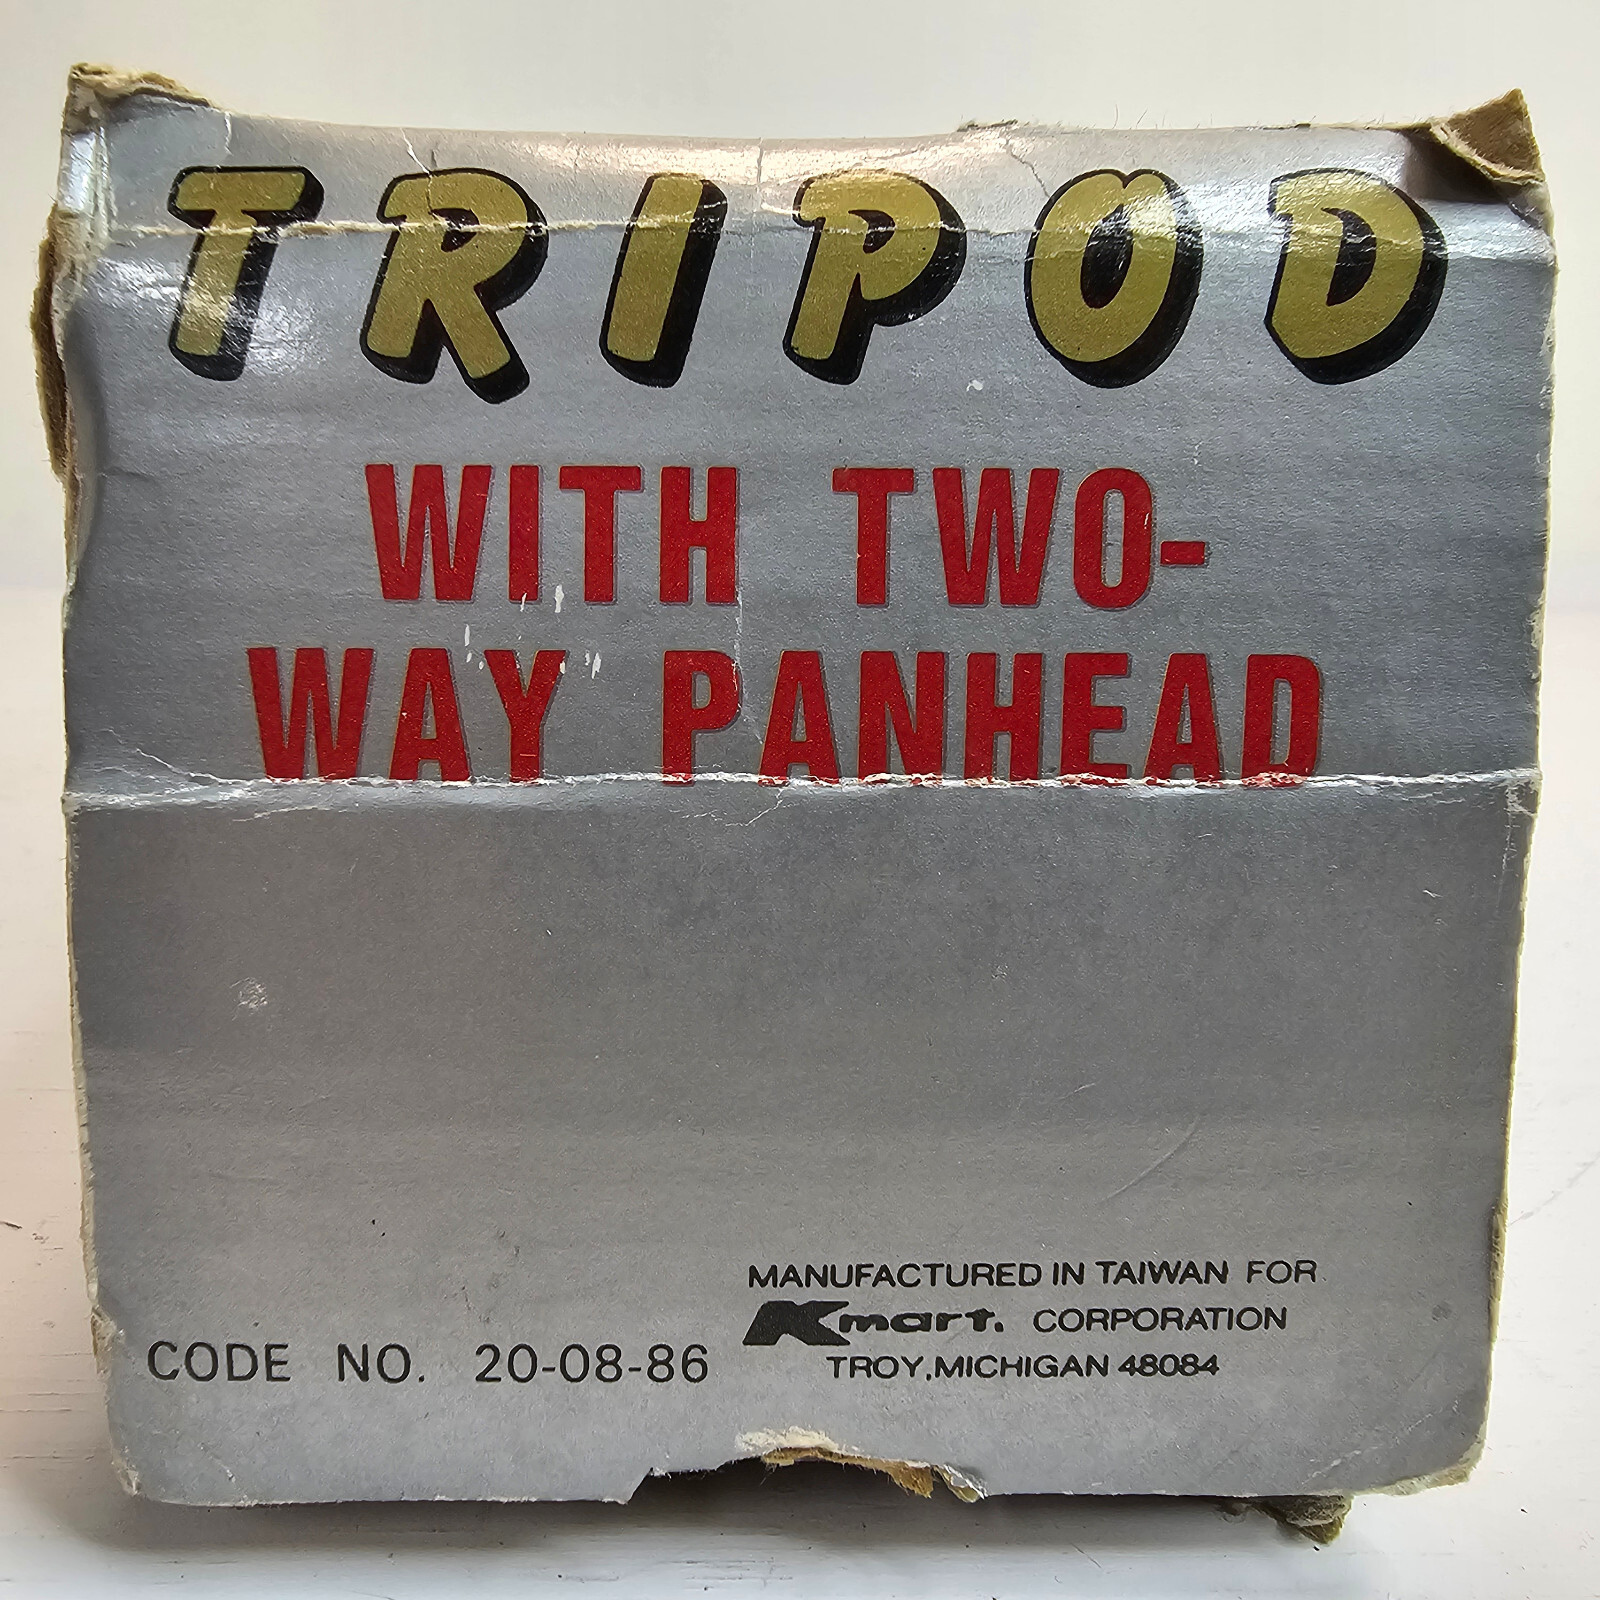 TRIPOD
WITH TWO-
WAY PANHEAD
MANUFACTURED IN TAIWAN FOR
Kmart. CORPORATION
TROY, MICHIGAN 48084
CODE NO. 20-08-86